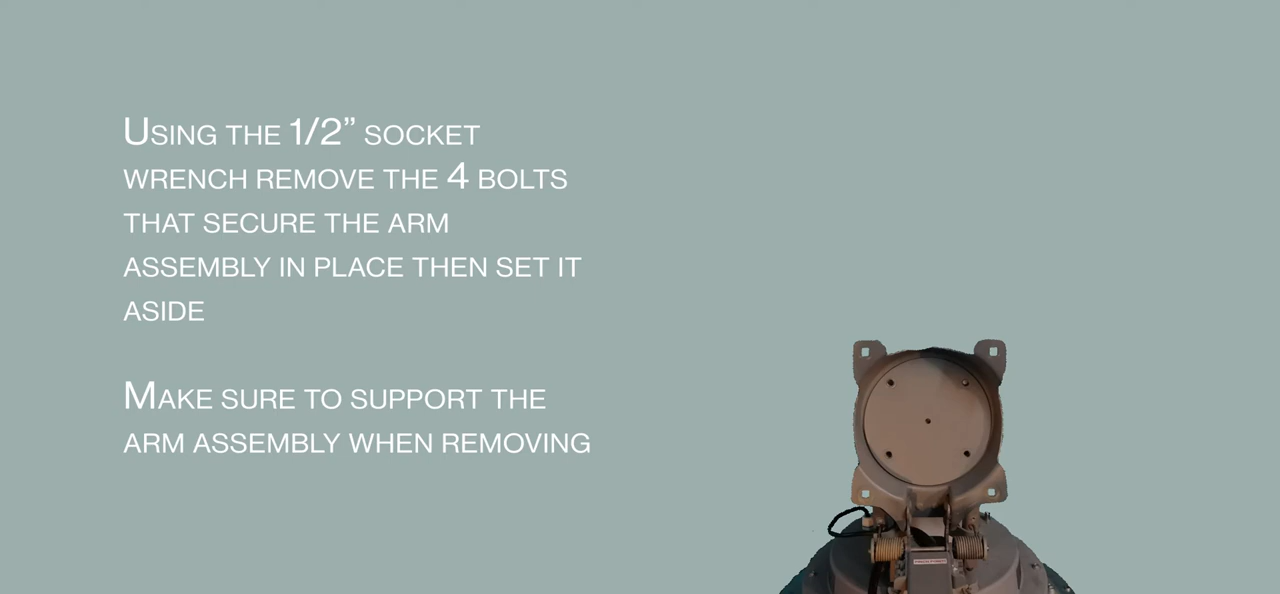 Using the 1/2” socket
wrench remove the 4 bolts
that secure the arm
assembly in place then set it
aside
Make sure to support the
arm assembly when removing